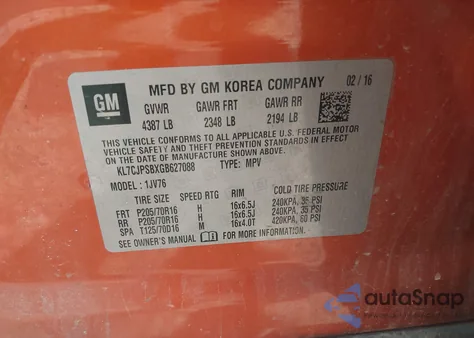 GM
MFD BY GM KOREA COMPANY 02/16
GVWR GAWR FRT GAWR RR
4387 LB 2348 LB 2194 LB
THIS VEHICLE CONFORMS TO ALL APPLICABLE U.S. FEDERAL MOTOR
VEHICLE SAFETY AND THEFT PREVENTION STANDARDS IN EFFECT
ON THE DATE OF MANUFACTURE SHOWN ABOVE.
KL7CJPSBXGB627088 TYPE: MPV
MODEL: 1JV76
TIRE SIZE SPEED RTG RIM COLD TIRE PRESSURE
FRT P205/70R16 H 16x6.5J 240KPA, 35 PSI
RR P205/70R16 H 16x6.5J 240KPA, 35 PSI
SPA T125/70D16 M 16x4.0T 420KPA, 60 PSI
SEE OWNER'S MANUAL FOR MORE INFORMATION.
autoSnap